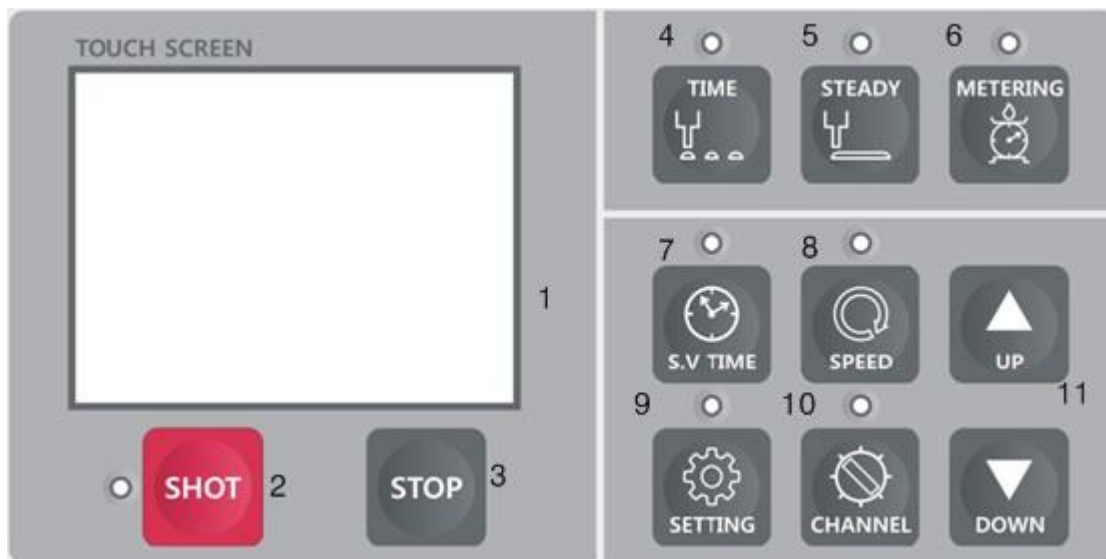 TOUCH SCREEN
1
SHOT
2
STOP
3
4
5
6
TIME
STEADY
METERING
7
8
S.V TIME
SPEED
UP
11
9
10
SETTING
CHANNEL
DOWN